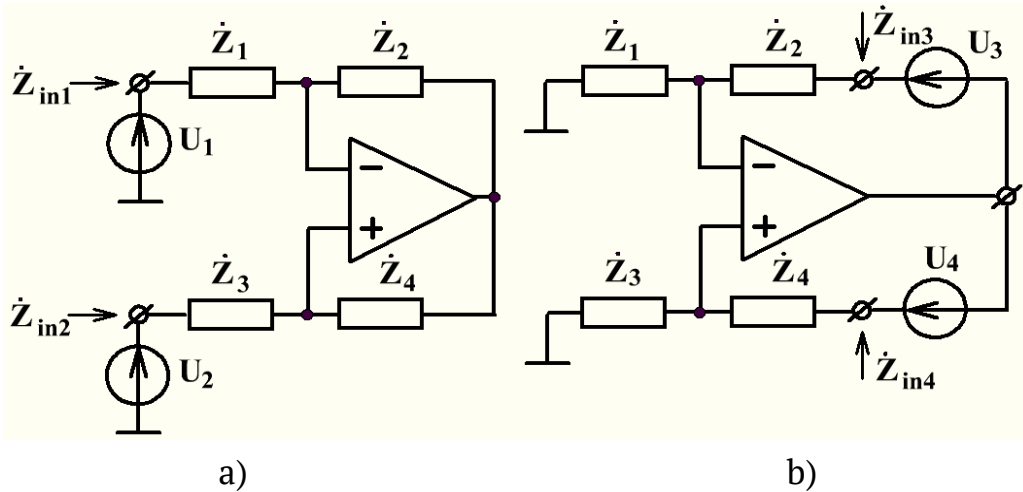 Ż₁ Ż₂
Żin1
U₁
−
+
Ż₃ Ż₄
Żin2
U₂
a)
Ż₁ Ż₂ Żin3 U₃
−
+
Ż₃ Ż₄ U₄
Żin4
b)